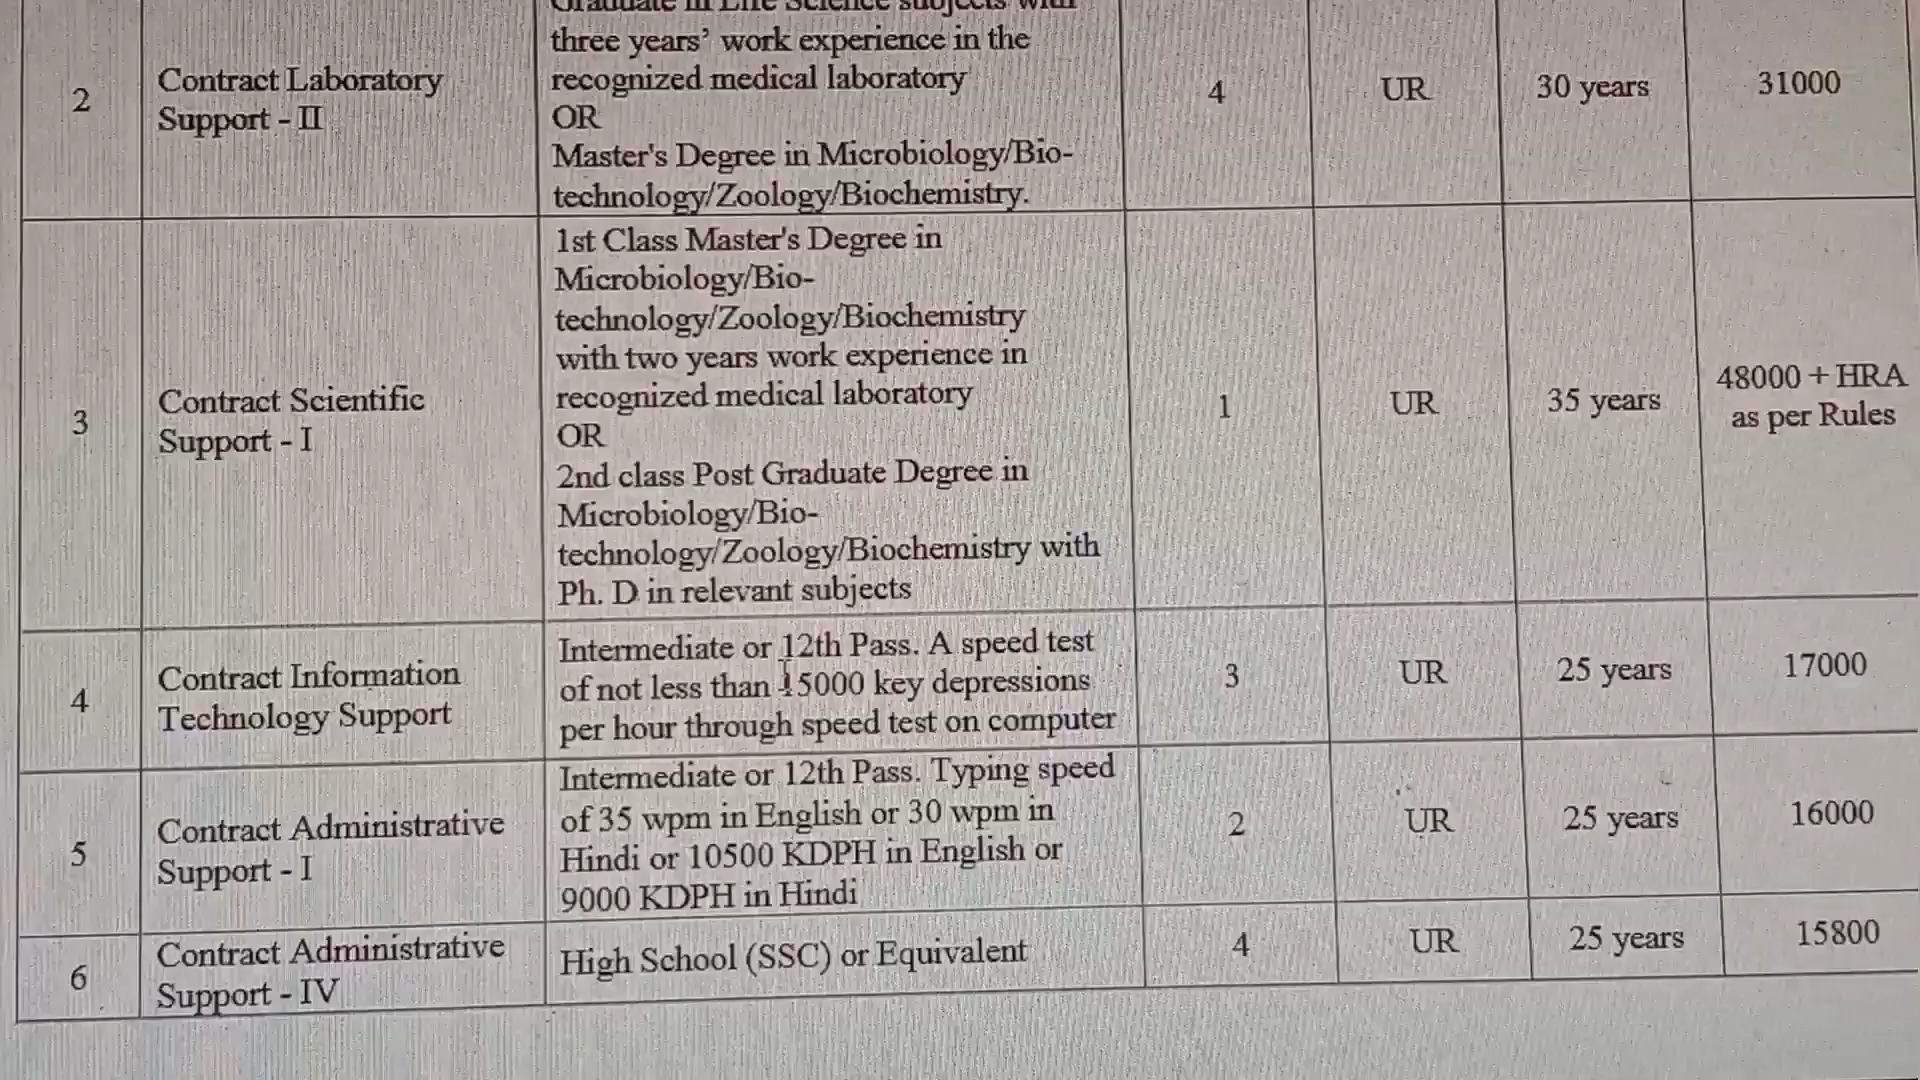 Graduate in Life Science subjects with
three years’ work experience in the
recognized medical laboratory
OR
Master's Degree in Microbiology/Bio-
technology/Zoology/Biochemistry.
2
Contract Laboratory
Support - II
4
UR
30 years
31000
3
Contract Scientific
Support - I
1st Class Master's Degree in
Microbiology/Bio-
technology/Zoology/Biochemistry
with two years work experience in
recognized medical laboratory
OR
2nd class Post Graduate Degree in
Microbiology/Bio-
technology/Zoology/Biochemistry with
Ph. D in relevant subjects
1
UR
35 years
48000 + HRA
as per Rules
4
Contract Information
Technology Support
Intermediate or 12th Pass. A speed test
of not less than 15000 key depressions
per hour through speed test on computer
3
UR
25 years
17000
5
Contract Administrative
Support - I
Intermediate or 12th Pass. Typing speed
of 35 wpm in English or 30 wpm in
Hindi or 10500 KDPH in English or
9000 KDPH in Hindi
2
UR
25 years
16000
6
Contract Administrative
Support - IV
High School (SSC) or Equivalent
4
UR
25 years
15800